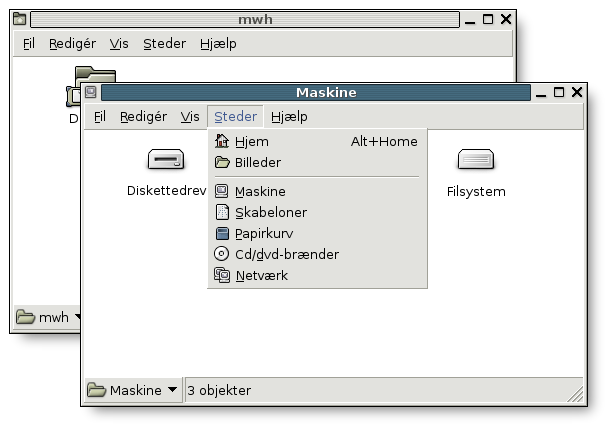 mwh
Fil Redigér Vis Steder Hjælp
D
Maskine
Fil Redigér Vis Steder Hjælp
Hjem Alt+Home
Billeder
Maskine
Skabeloner
Papirkurv
Cd/dvd-brænder
Netværk
Diskettedrev
Filsystem
mwh
Maskine
3 objekter